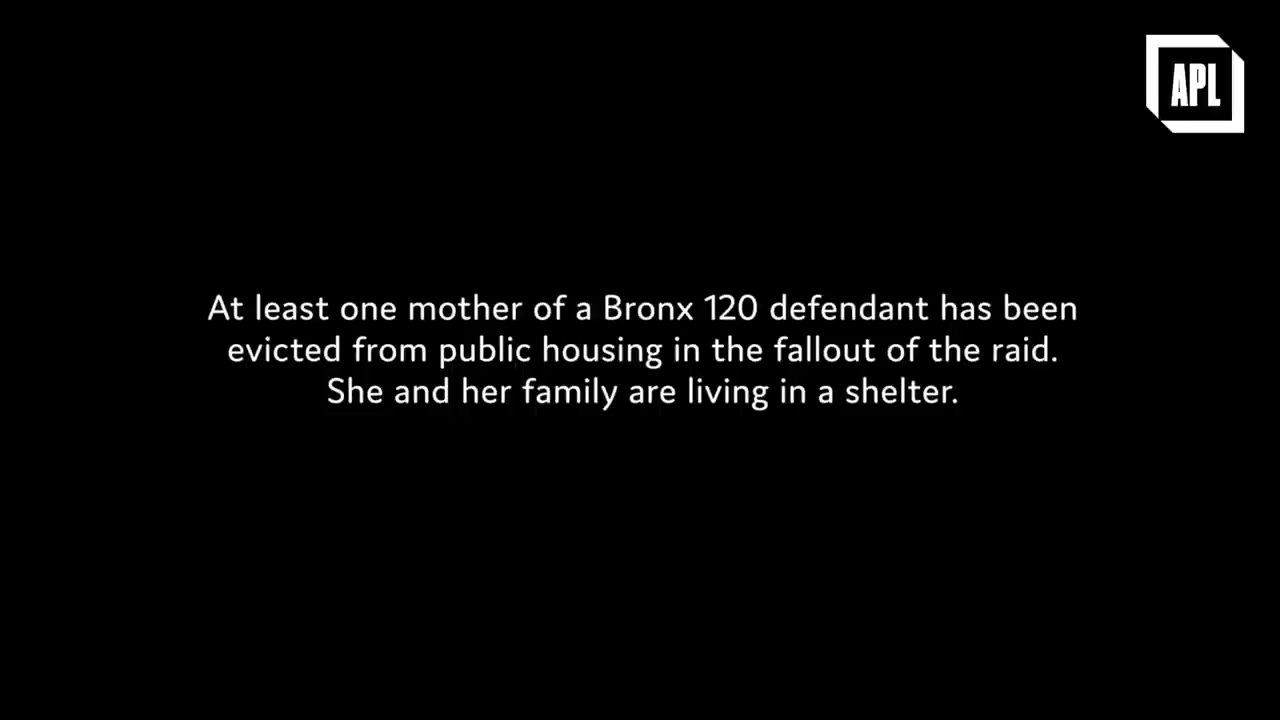 APL
At least one mother of a Bronx 120 defendant has been
evicted from public housing in the fallout of the raid.
She and her family are living in a shelter.